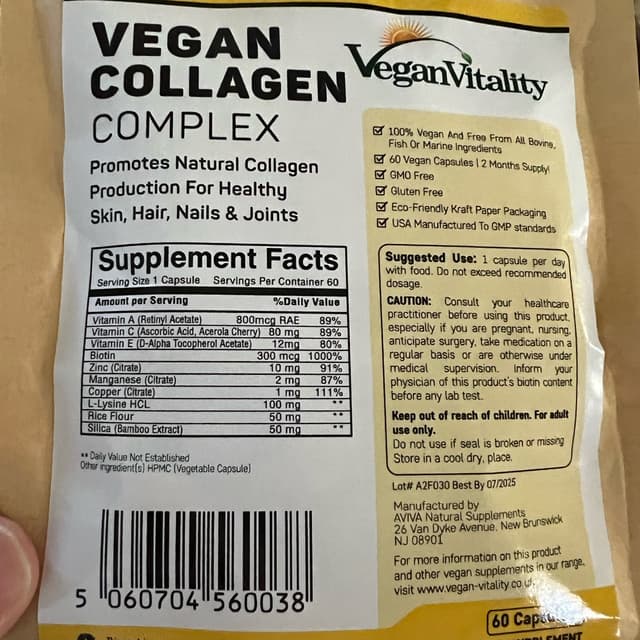 VEGAN
COLLAGEN
COMPLEX
Promotes Natural Collagen
Production For Healthy
Skin, Hair, Nails & Joints
Supplement Facts
Serving Size 1 Capsule Servings Per Container 60
Amount per Serving %Daily Value
Vitamin A (Retinyl Acetate) 800mcg RAE 89%
Vitamin C (Ascorbic Acid, Acerola Cherry) 80 mg 89%
Vitamin E (D-Alpha Tocopherol Acetate) 12mg 80%
Biotin 300 mcg 1000%
Zinc (Citrate) 10 mg 91%
Manganese (Citrate) 2 mg 87%
Copper (Citrate) 1 mg 111%
L-Lysine HCL 100 mg **
Rice Flour 50 mg **
Silica (Bamboo Extract) 50 mg **
** Daily Value Not Established
Other ingredient(s) HPMC (Vegetable Capsule)
5 060704 560038
VeganVitality
100% Vegan And Free From All Bovine,
Fish Or Marine Ingredients
60 Vegan Capsules | 2 Months Supply!
GMO Free
Gluten Free
Eco-Friendly Kraft Paper Packaging
USA Manufactured To GMP standards
Suggested Use: 1 capsule per day
with food. Do not exceed recommended
dosage.
CAUTION: Consult your healthcare
practitioner before using this product,
especially if you are pregnant, nursing,
anticipate surgery, take medication on a
regular basis or are otherwise under
medical supervision. Inform your
physician of this product's biotin content
before any lab test.
Keep out of reach of children. For adult
use only.
Do not use if seal is broken or missing
Store in a cool dry, place.
Lot# A2F030 Best By 07/2025
Manufactured by
AVIVA Natural Supplements
26 Van Dyke Avenue, New Brunswick
NJ 08901
For more information on this product
and other vegan supplements in our range,
visit www.vegan-vitality.co.uk
60